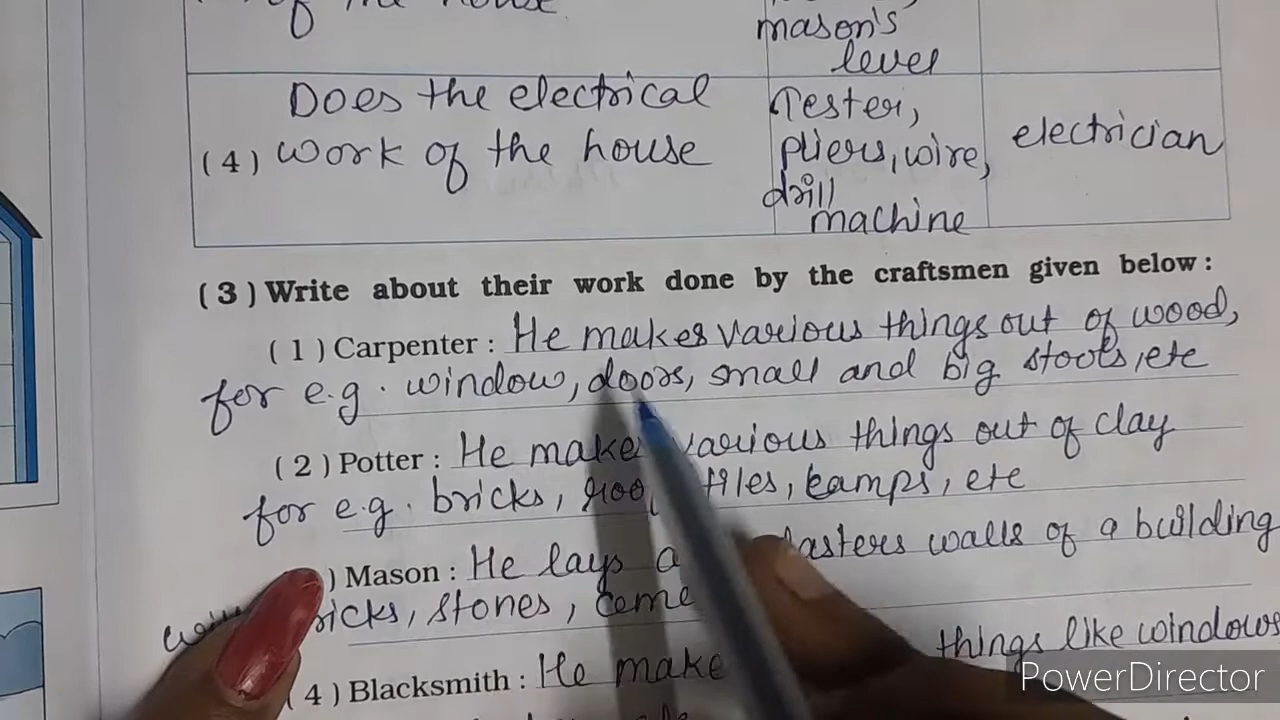 of the house
mason's
level
Does the electrical
Tester,
(4) work of the house
pliers, wire,
electrician
drill
machine
(3) Write about their work done by the craftsmen given below:
(1) Carpenter: He makes various things out of wood,
for e.g. window, doors, small and big stools, etc
(2) Potter: He make various things out of clay
for e.g. bricks, tiles, lamps, etc
) Mason: He lays walls of a building
stones,
(4) Blacksmith: He make things like windows
PowerDirector